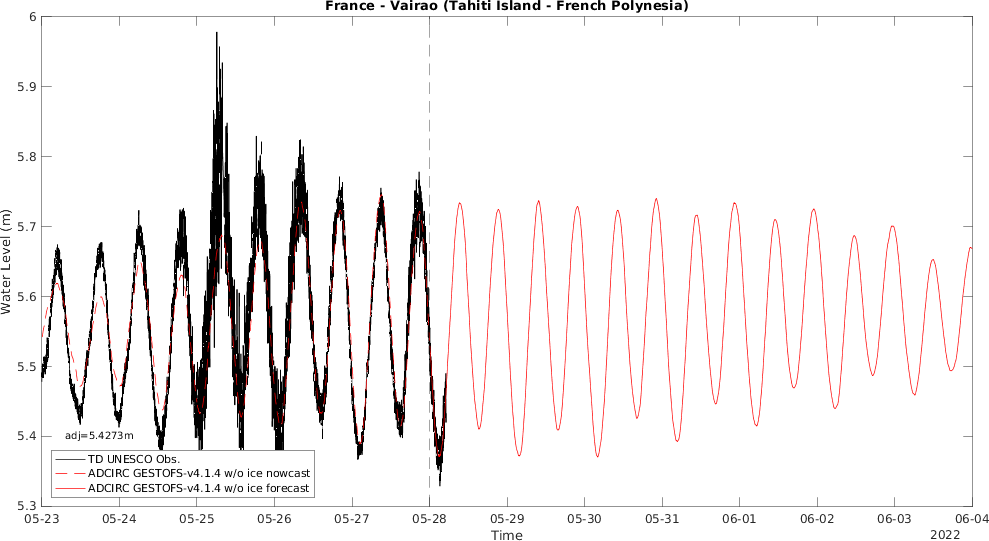 France - Vairao (Tahiti Island - French Polynesia)
6
5.9
5.8
5.7
5.6
5.5
5.4
5.3
Water Level (m)
adj=5.4273m
TD UNESCO Obs.
ADCIRC GESTOFS-v4.1.4 w/o ice nowcast
ADCIRC GESTOFS-v4.1.4 w/o ice forecast
05-23 05-24 05-25 05-26 05-27 05-28 05-29 05-30 05-31 06-01 06-02 06-03 06-04
Time
2022